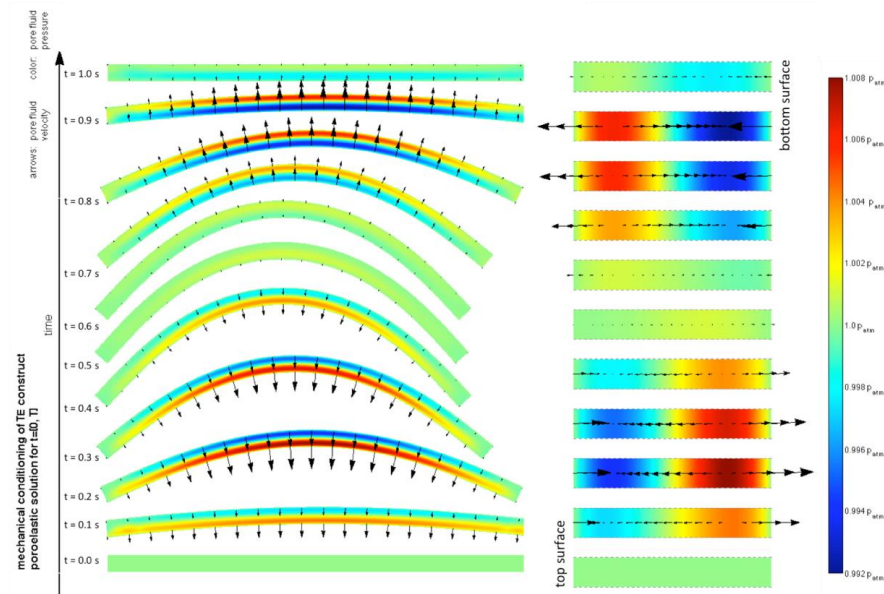 color: pore fluid
pressure
arrows: pore fluid
velocity
time
mechanical conditioning of TE construct
poroelastic solution for t=[0, T]
t = 1.0 s
t = 0.9 s
t = 0.8 s
t = 0.7 s
t = 0.6 s
t = 0.5 s
t = 0.4 s
t = 0.3 s
t = 0.2 s
t = 0.1 s
t = 0.0 s
bottom surface
top surface
1.008 p_atm
1.006 p_atm
1.004 p_atm
1.002 p_atm
1.0 p_atm
0.998 p_atm
0.996 p_atm
0.994 p_atm
0.992 p_atm